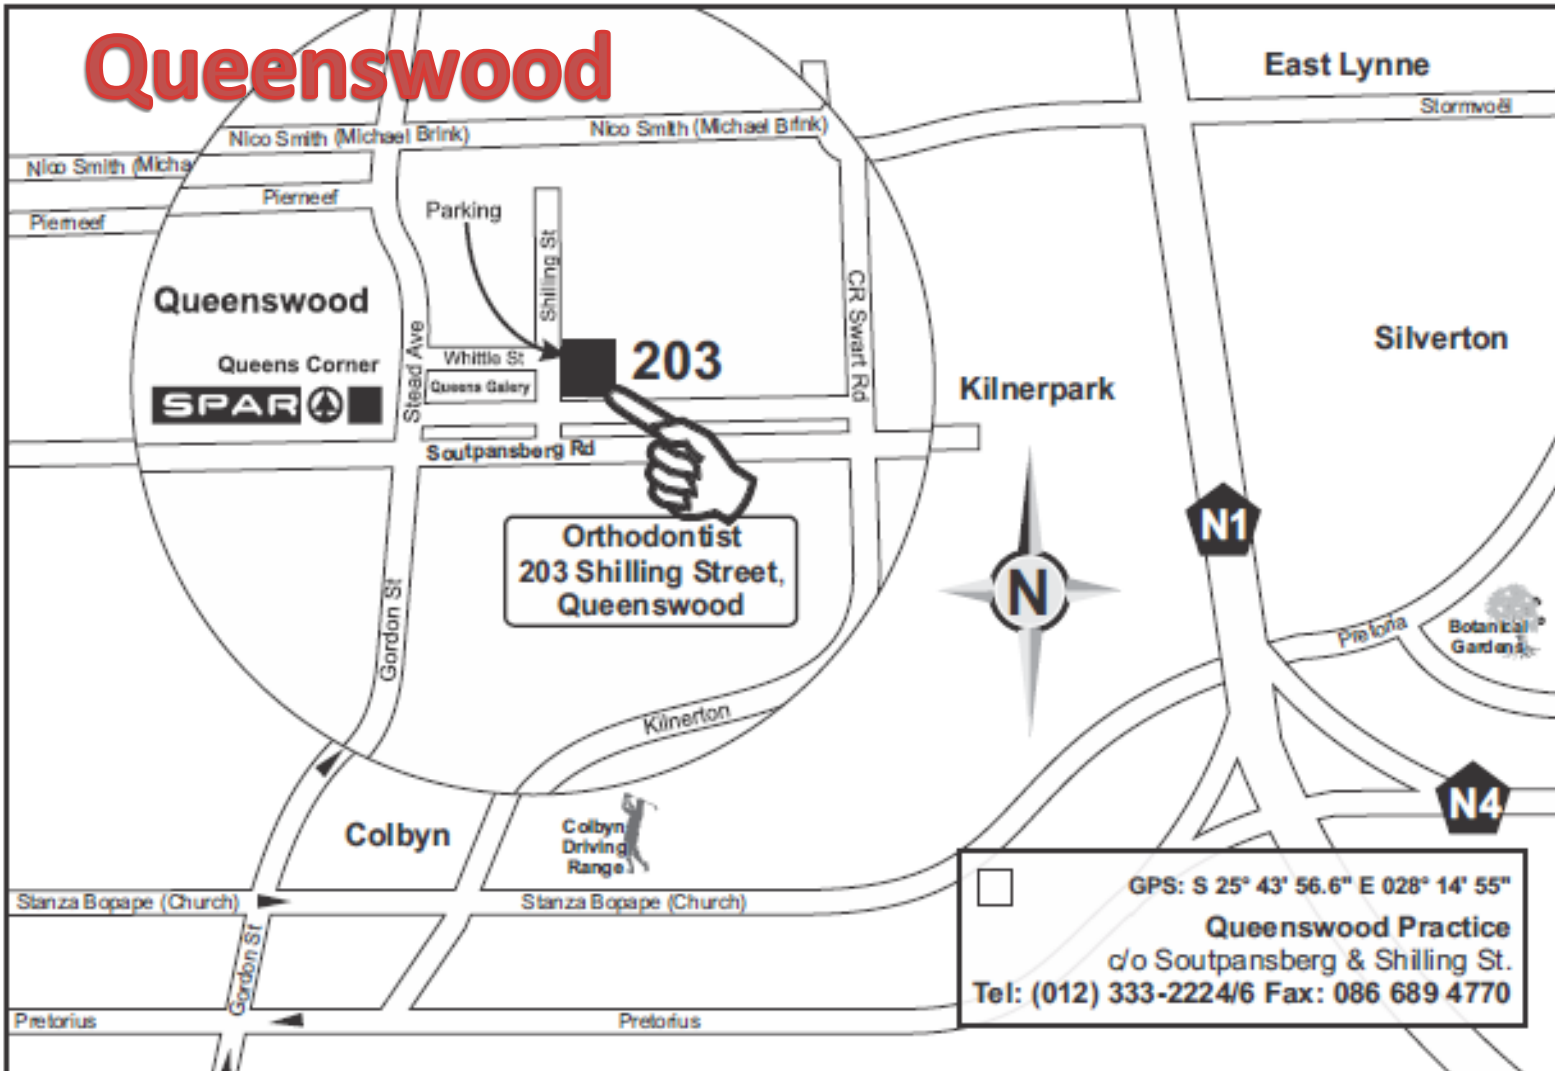 Queenswood
East Lynne
Stormvoël
Nico Smith (Michael Brink)
Nico Smith (Michael Brink)
Nico Smith (Micha
Pierneef
Pierneef
Parking
Shilling St
CR Swart Rd
Queenswood
Queens Corner
SPAR
Stead Ave
Whittle St
Queens Galery
203
Silverton
Kilnerpark
Soutpansberg Rd
Orthodontist
203 Shilling Street,
Queenswood
N1
N
Gordon St
Pretoria
Botanical
Gardens
Kilnerton
N4
Colbyn
Colbyn
Driving
Range
Stanza Bopape (Church)
Stanza Bopape (Church)
Gordon St
Pretorius
Pretorius
GPS: S 25° 43' 56.6" E 028° 14' 55"
Queenswood Practice
c/o Soutpansberg & Shilling St.
Tel: (012) 333-2224/6 Fax: 086 689 4770